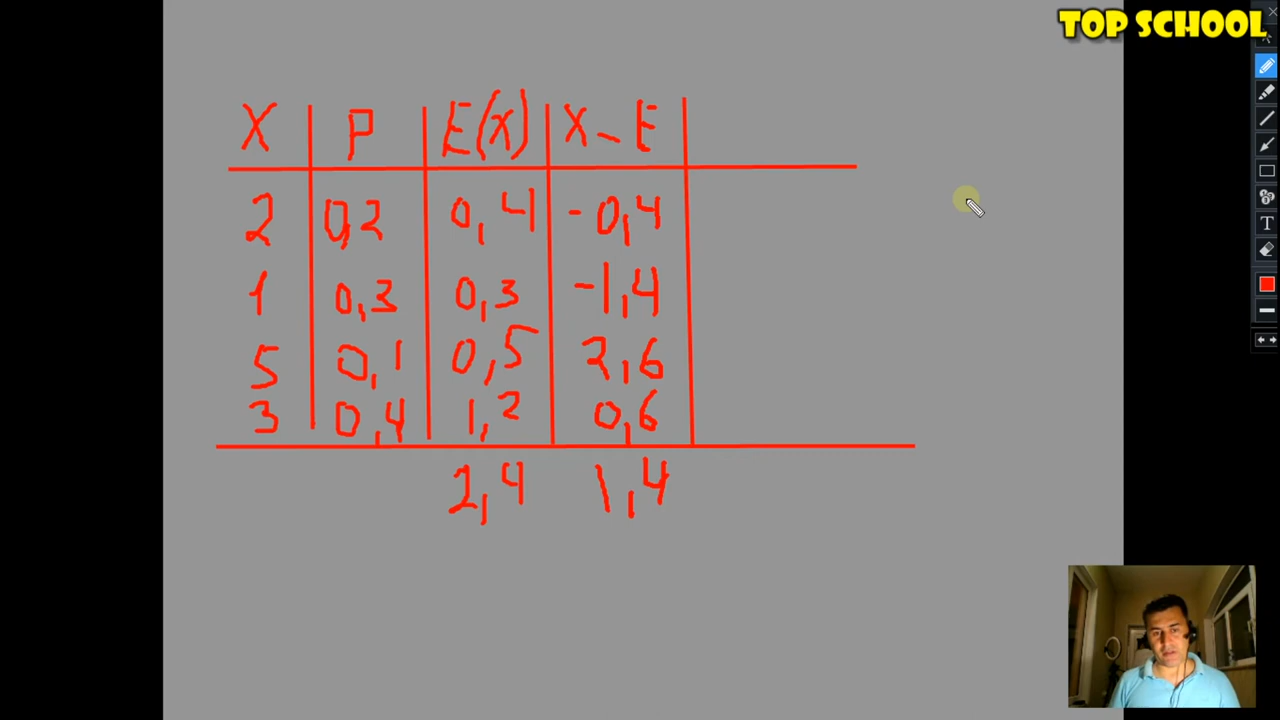 TOP SCHOOL
X P E(X) X - E
2 0,2 0,4 -0,4
1 0,3 0,3 -1,4
5 0,1 0,5 2,6
3 0,4 1,2 0,6
2,4 1,4
T